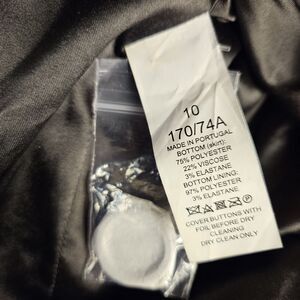 10
170/74A
MADE IN PORTUGAL
BOTTOM (skirt):
75% POLYESTER
22% VISCOSE
3% ELASTANE
BOTTOM LINING:
97% POLYESTER
3% ELASTANE
COVER BUTTONS WITH
FOIL BEFORE DRY
CLEANING
DRY CLEAN ONLY